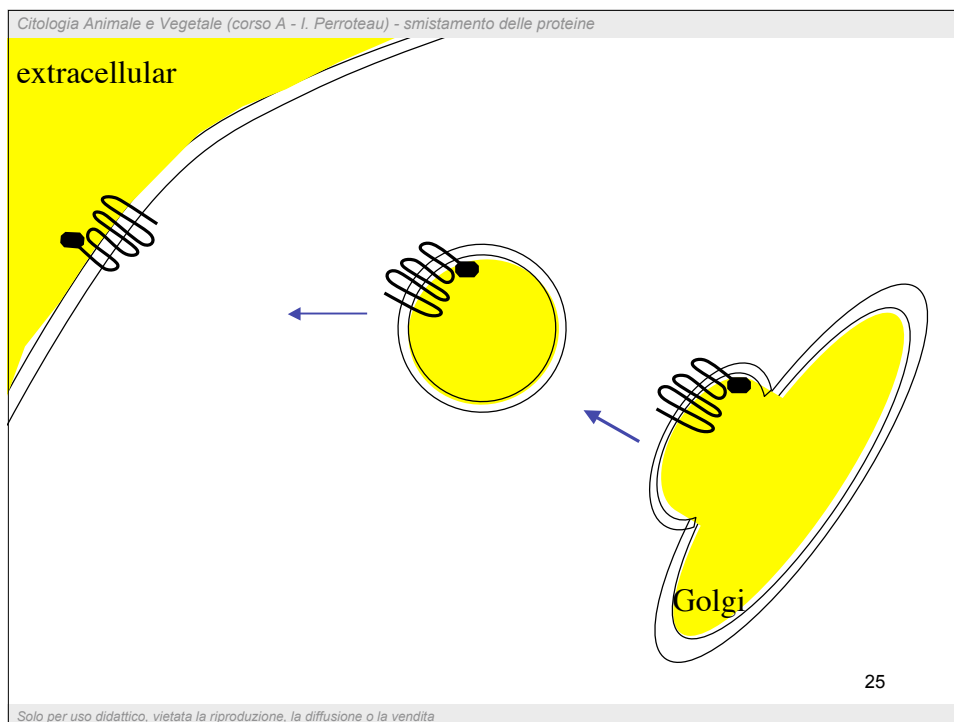 Citologia Animale e Vegetale (corso A - I. Perroteau) - smistamento delle proteine
extracellular
Golgi
25
Solo per uso didattico, vietata la riproduzione, la diffusione o la vendita